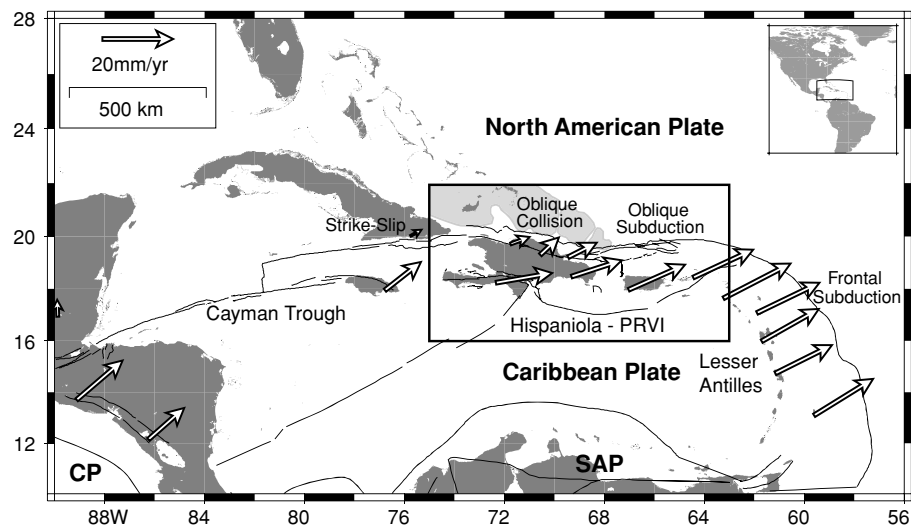 28
20mm/yr
500 km
24
North American Plate
Oblique
Collision
Oblique
Subduction
Strike-Slip
20
Frontal
Subduction
Cayman Trough
Hispaniola - PRVI
16
Lesser
Antilles
Caribbean Plate
12
CP
SAP
88W
80
76
72
68
64
60
56